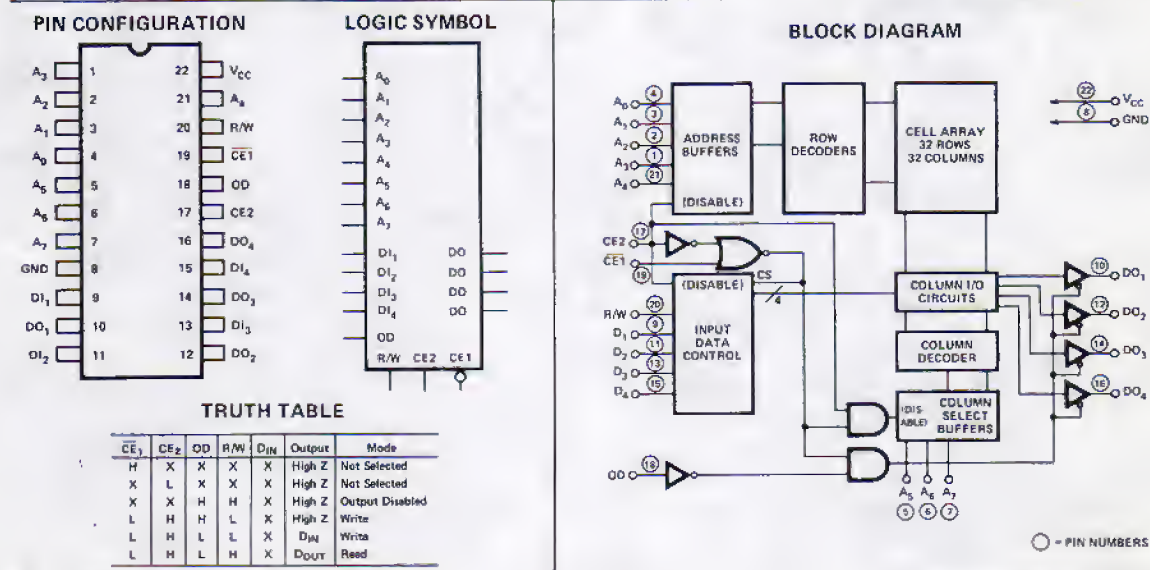 PIN CONFIGURATION
A3 1 22 VCC
A2 2 21 A4
A1 3 20 R/W
A0 4 19 C̅E̅1̅
A5 5 18 OD
A6 6 17 CE2
A7 7 16 DO4
GND 8 15 DI4
DI1 9 14 DO3
DO1 10 13 DI3
DI2 11 12 DO2
LOGIC SYMBOL
A0
A1
A2
A3
A4
A5
A6
A7
DI1 DO
DI2 DO
DI3 DO
DI4 DO
OD
R/W CE2 CE1
TRUTH TABLE
C̅E̅1 CE2 OD R/W DIN Output Mode
H X X X X High Z Not Selected
X L X X X High Z Not Selected
X X H H X High Z Output Disabled
L H H L X High Z Write
L H L L X DIN Write
L H L H X DOUT Read
BLOCK DIAGRAM
A0 4
A1 3
A2 2
A3 1
A4 21
ADDRESS
BUFFERS
(DISABLE)
ROW
DECODERS
CELL ARRAY
32 ROWS
32 COLUMNS
22 VCC
8 GND
CE2 17
C̅E̅1̅ 19
CS
4
(DISABLE)
INPUT
DATA
CONTROL
R/W 20
D1 9
D2 11
D3 13
D4 15
COLUMN I/O
CIRCUITS
COLUMN
DECODER
(DIS-
ABLE)
COLUMN
SELECT
BUFFERS
10 DO1
12 DO2
14 DO3
16 DO4
OD 18
A5 A6 A7
5 6 7
= PIN NUMBERS